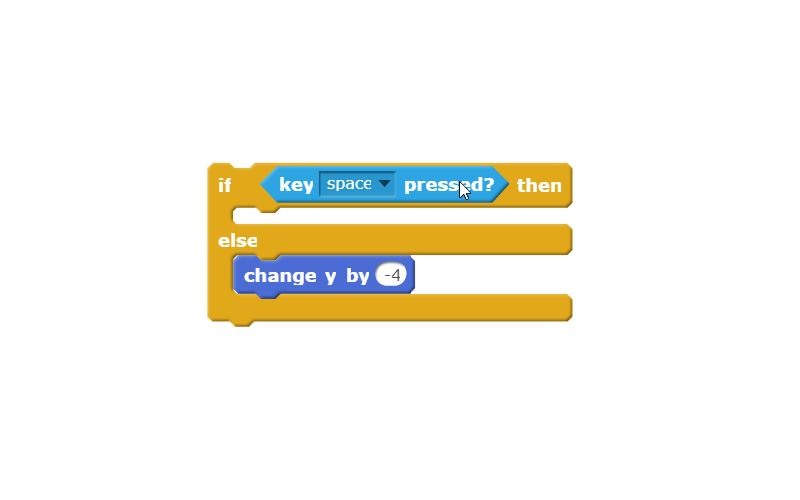 if key space pressed? then
else
change y by -4